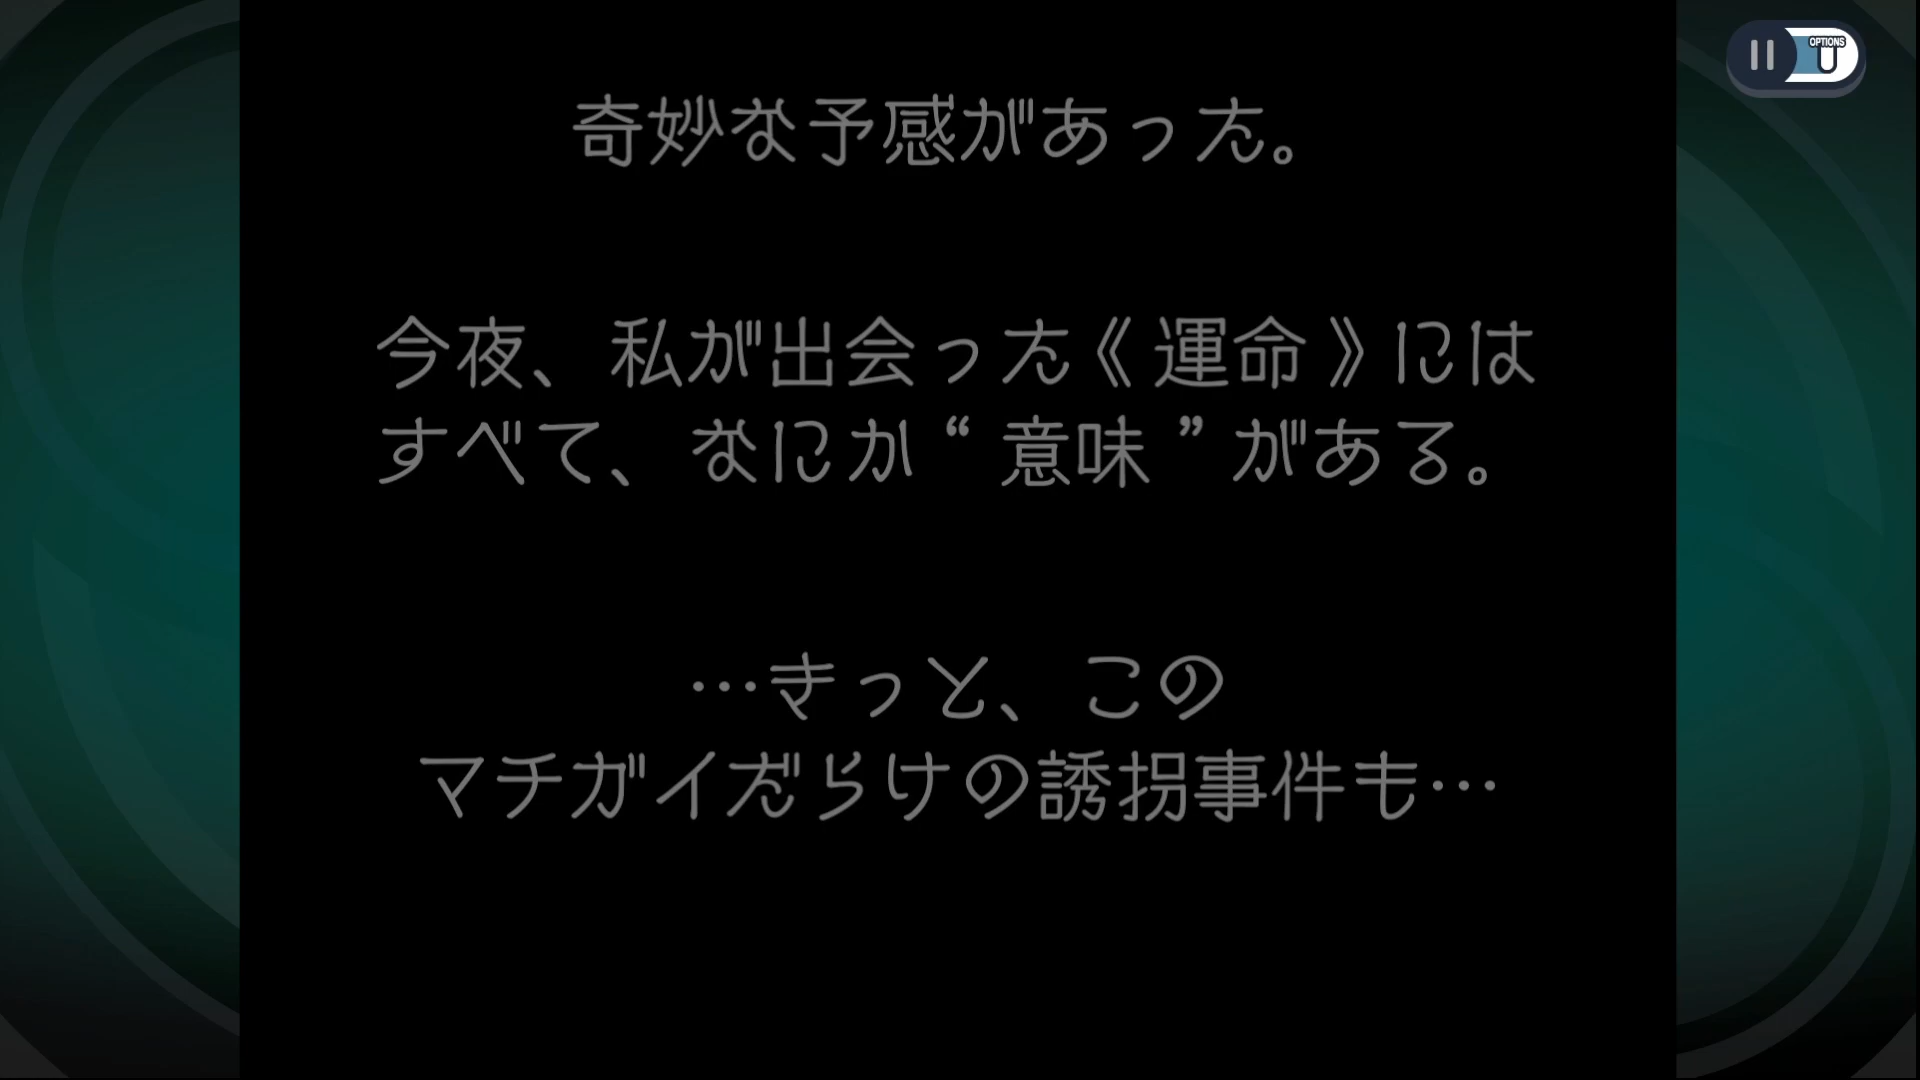 OPTIONS
奇妙な予感があった。
今夜、私が出会った《運命》には
すべて、なにか“意味”がある。
…きっと、この
マチガイだらけの誘拐事件も…